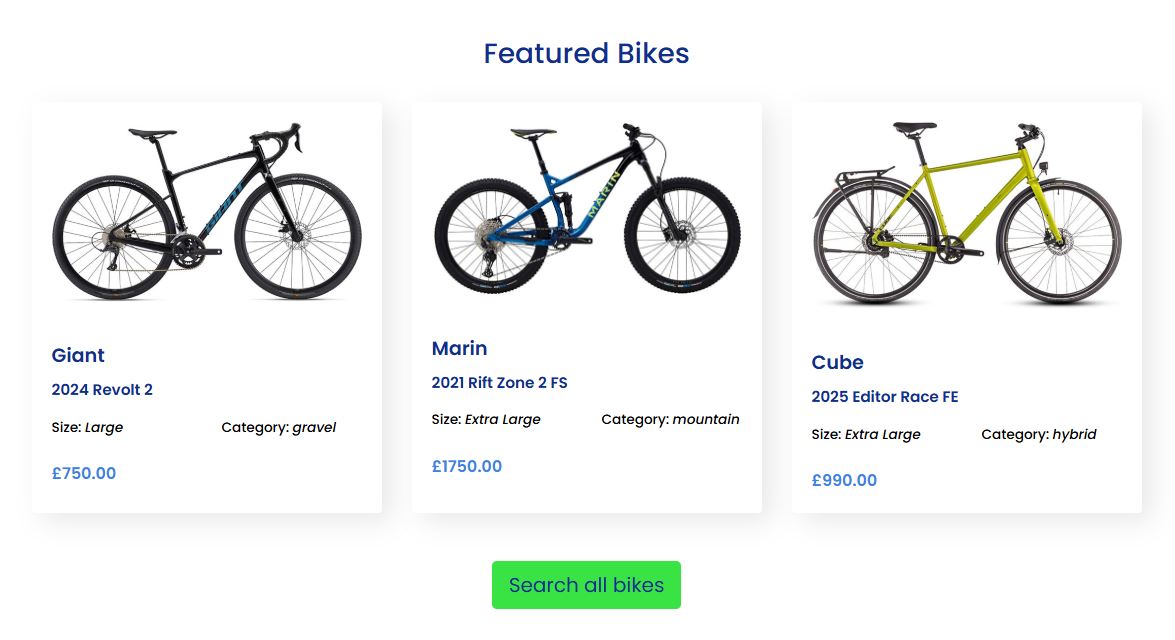 Featured Bikes
GIANT
MARIN
Giant
2024 Revolt 2
Size: Large Category: gravel
£750.00
Marin
2021 Rift Zone 2 FS
Size: Extra Large Category: mountain
£1750.00
Cube
2025 Editor Race FE
Size: Extra Large Category: hybrid
£990.00
Search all bikes